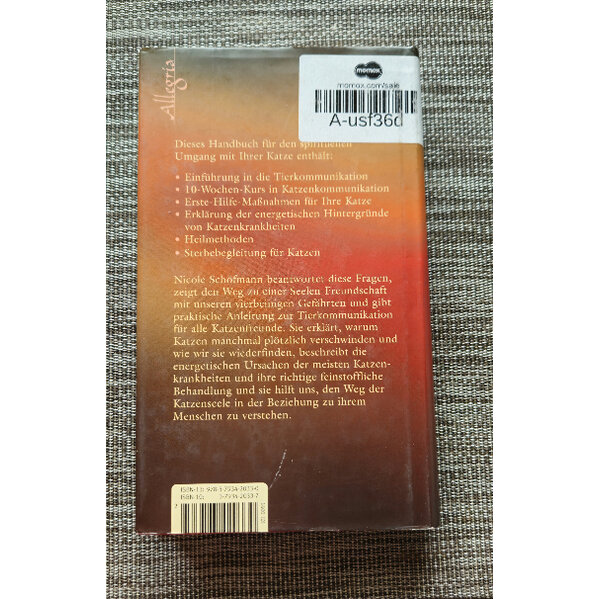 Allegria
momox
momox.com/sale
A-usf36d
Dieses Handbuch für den spirituellen
Umgang mit Ihrer Katze enthält:
• Einführung in die Tierkommunikation
• 10-Wochen-Kurs in Katzenkommunikation
• Erste-Hilfe-Maßnahmen für Ihre Katze
• Erklärung der energetischen Hintergründe
von Katzenkrankheiten
• Heilmethoden
• Sterbebegleitung für Katzen
Nicole Schöfmann beantwortet diese Fragen,
zeigt den Weg zu einer Seelen Freundschaft
mit unseren vierbeinigen Gefährten und gibt
praktische Anleitung zur Tierkommunikation
für alle Katzenfreunde. Sie erklärt, warum
Katzen manchmal plötzlich verschwinden und
wie wir sie wiederfinden, beschreibt die
energetischen Ursachen der meisten Katzen-
krankheiten und ihre richtige feinstoffliche
Behandlung und sie hilft uns, den Weg der
Katzenseele in der Beziehung zu ihrem
Menschen zu verstehen.
ISBN-13:
ISBN-10: